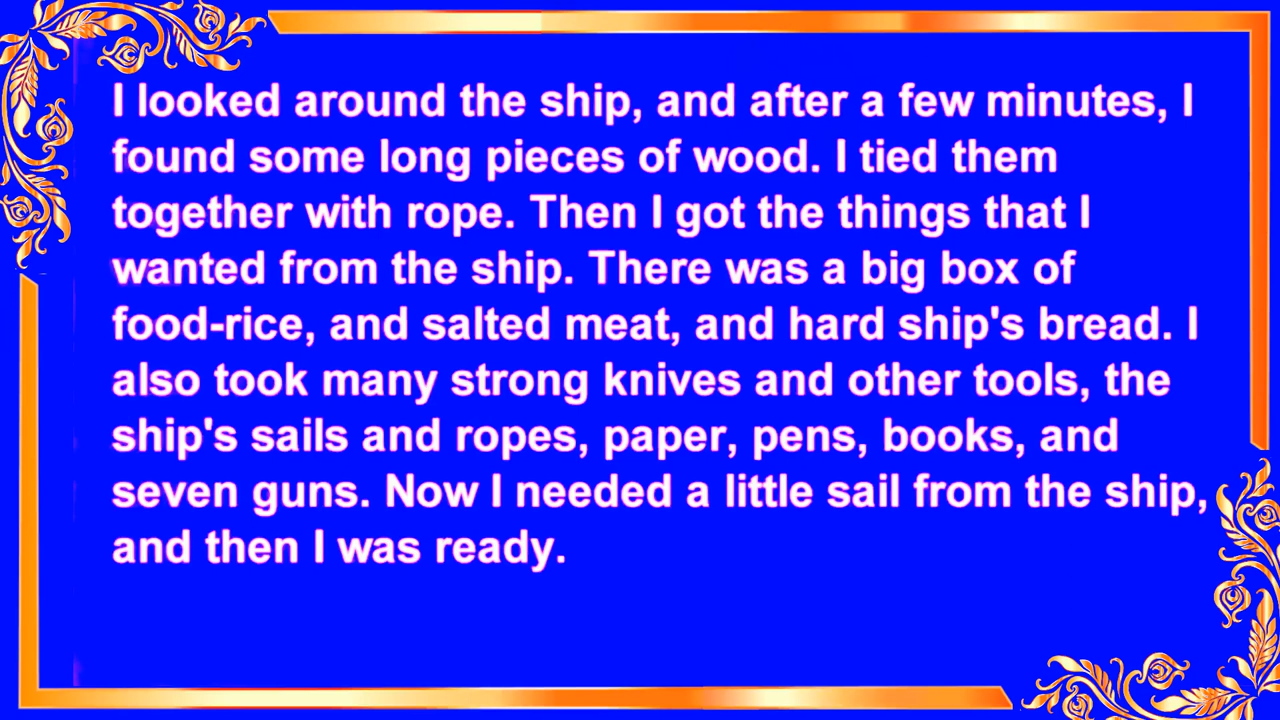 I looked around the ship, and after a few minutes, I
found some long pieces of wood. I tied them
together with rope. Then I got the things that I
wanted from the ship. There was a big box of
food-rice, and salted meat, and hard ship's bread. I
also took many strong knives and other tools, the
ship's sails and ropes, paper, pens, books, and
seven guns. Now I needed a little sail from the ship,
and then I was ready.